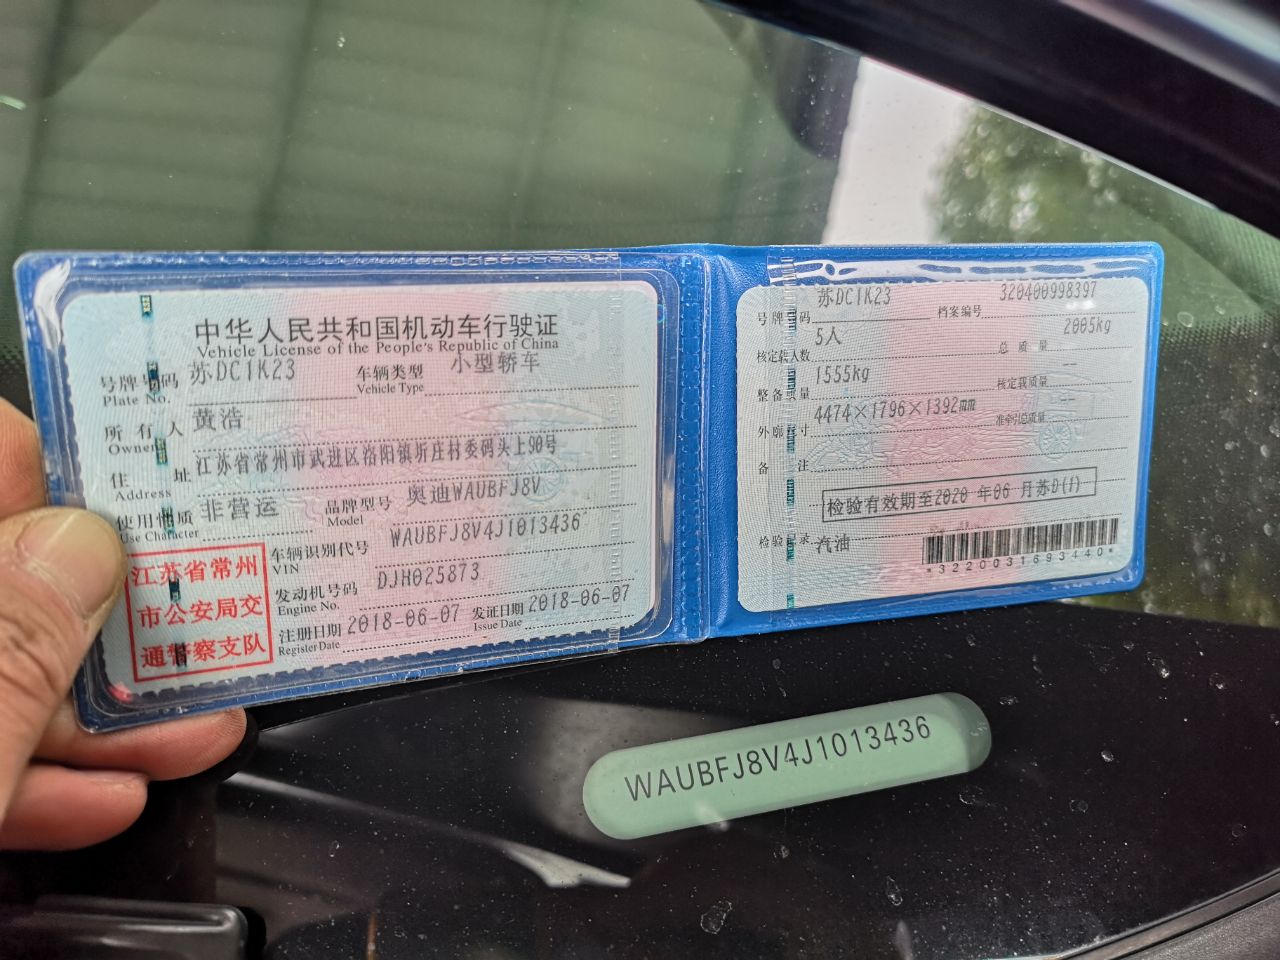 中华人民共和国机动车行驶证
Vehicle License of the People's Republic of China
号牌号码 苏DC1K23 车辆类型 小型轿车
Plate No. Vehicle Type
所有人 黄浩
Owner
住址 江苏省常州市武进区洛阳镇圻庄村委码头上90号
Address
使用性质 非营运 品牌型号 奥迪WAUBFJ8V
Use Character Model
江苏省常州
市公安局交
通警察支队
车辆识别代号 WAUBFJ8V4J1013436
VIN
发动机号码 DJH025873
Engine No.
注册日期 2018-06-07 发证日期 2018-06-07
Register Date Issue Date
号牌号码 苏DC1K23 档案编号 320400998397
核定载人数 5人 总质量 2005kg
整备质量 1555kg 核定载质量 --
外廓尺寸 4474×1796×1392mm 准牵引总质量 --
备注
检验有效期至2020 年06 月苏D(1)
检验记录 汽油
*3220031693440*
WAUBFJ8V4J1013436